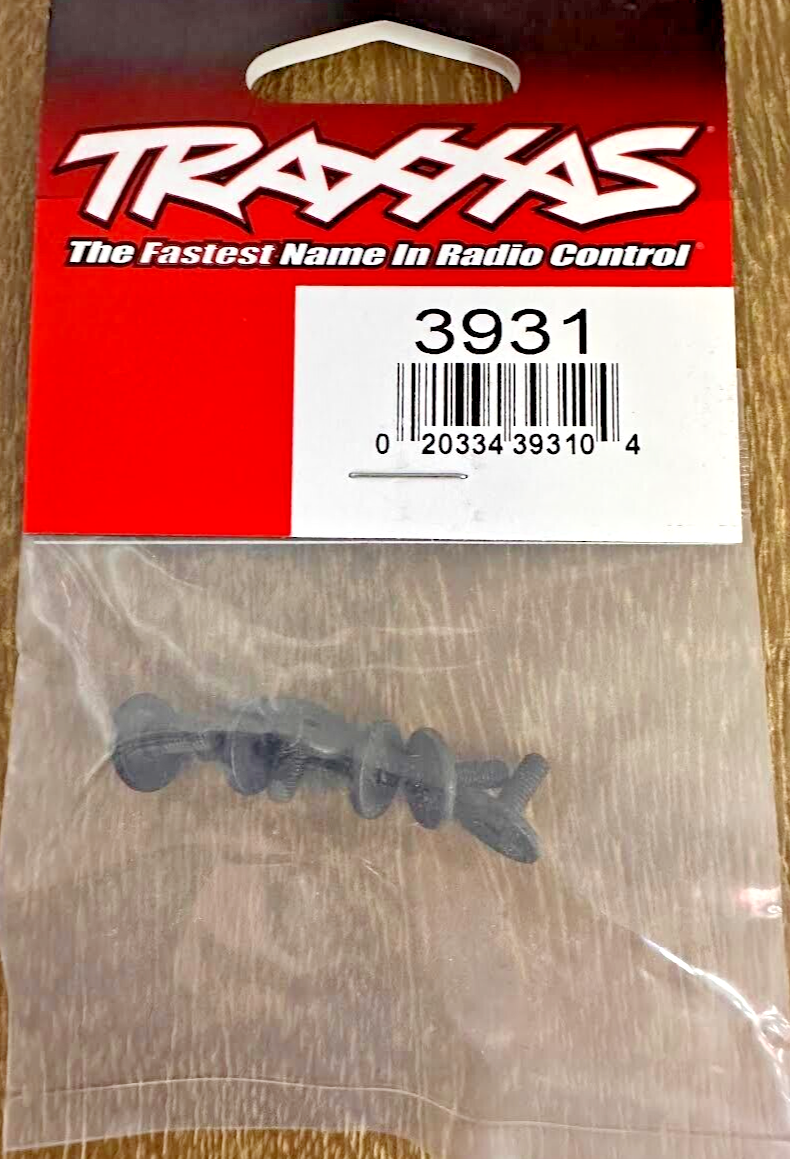 TRAXXAS
The Fastest Name In Radio Control
3931
0 20334 39310 4